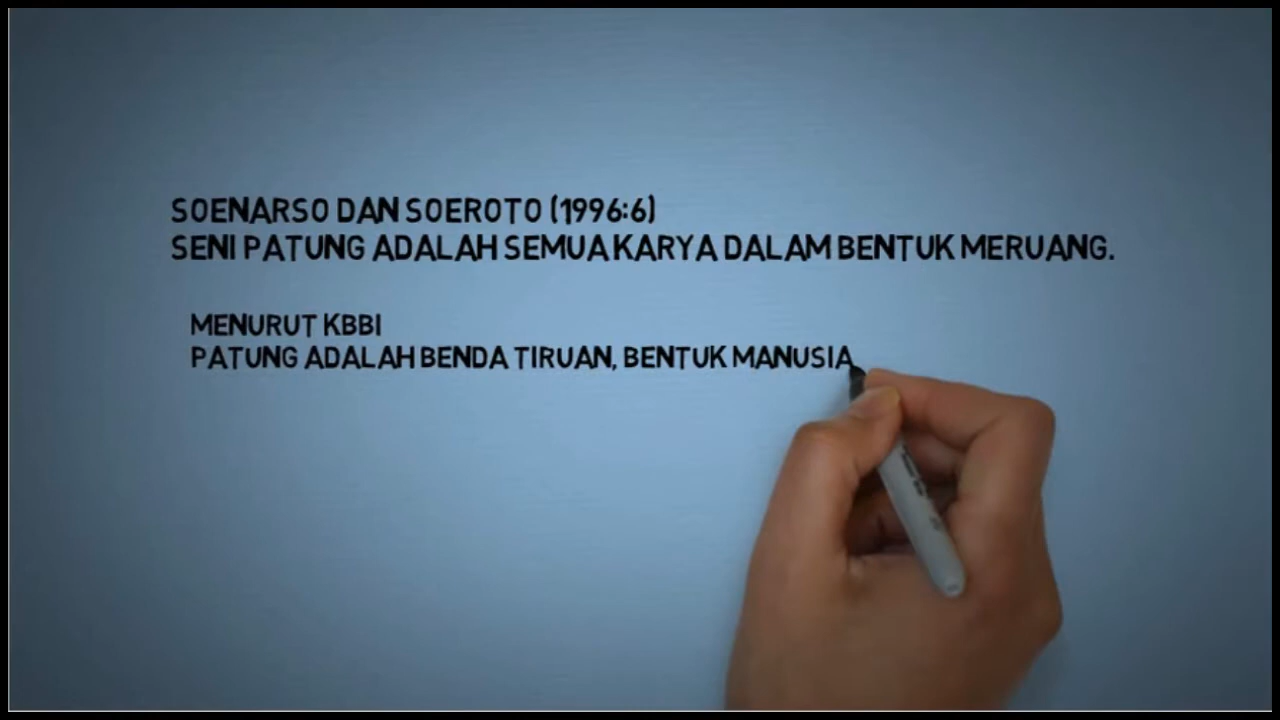 SOENARSO DAN SOEROTO (1996:6)
SENI PATUNG ADALAH SEMUA KARYA DALAM BENTUK MERUANG.
MENURUT KBBI
PATUNG ADALAH BENDA TIRUAN, BENTUK MANUSIA